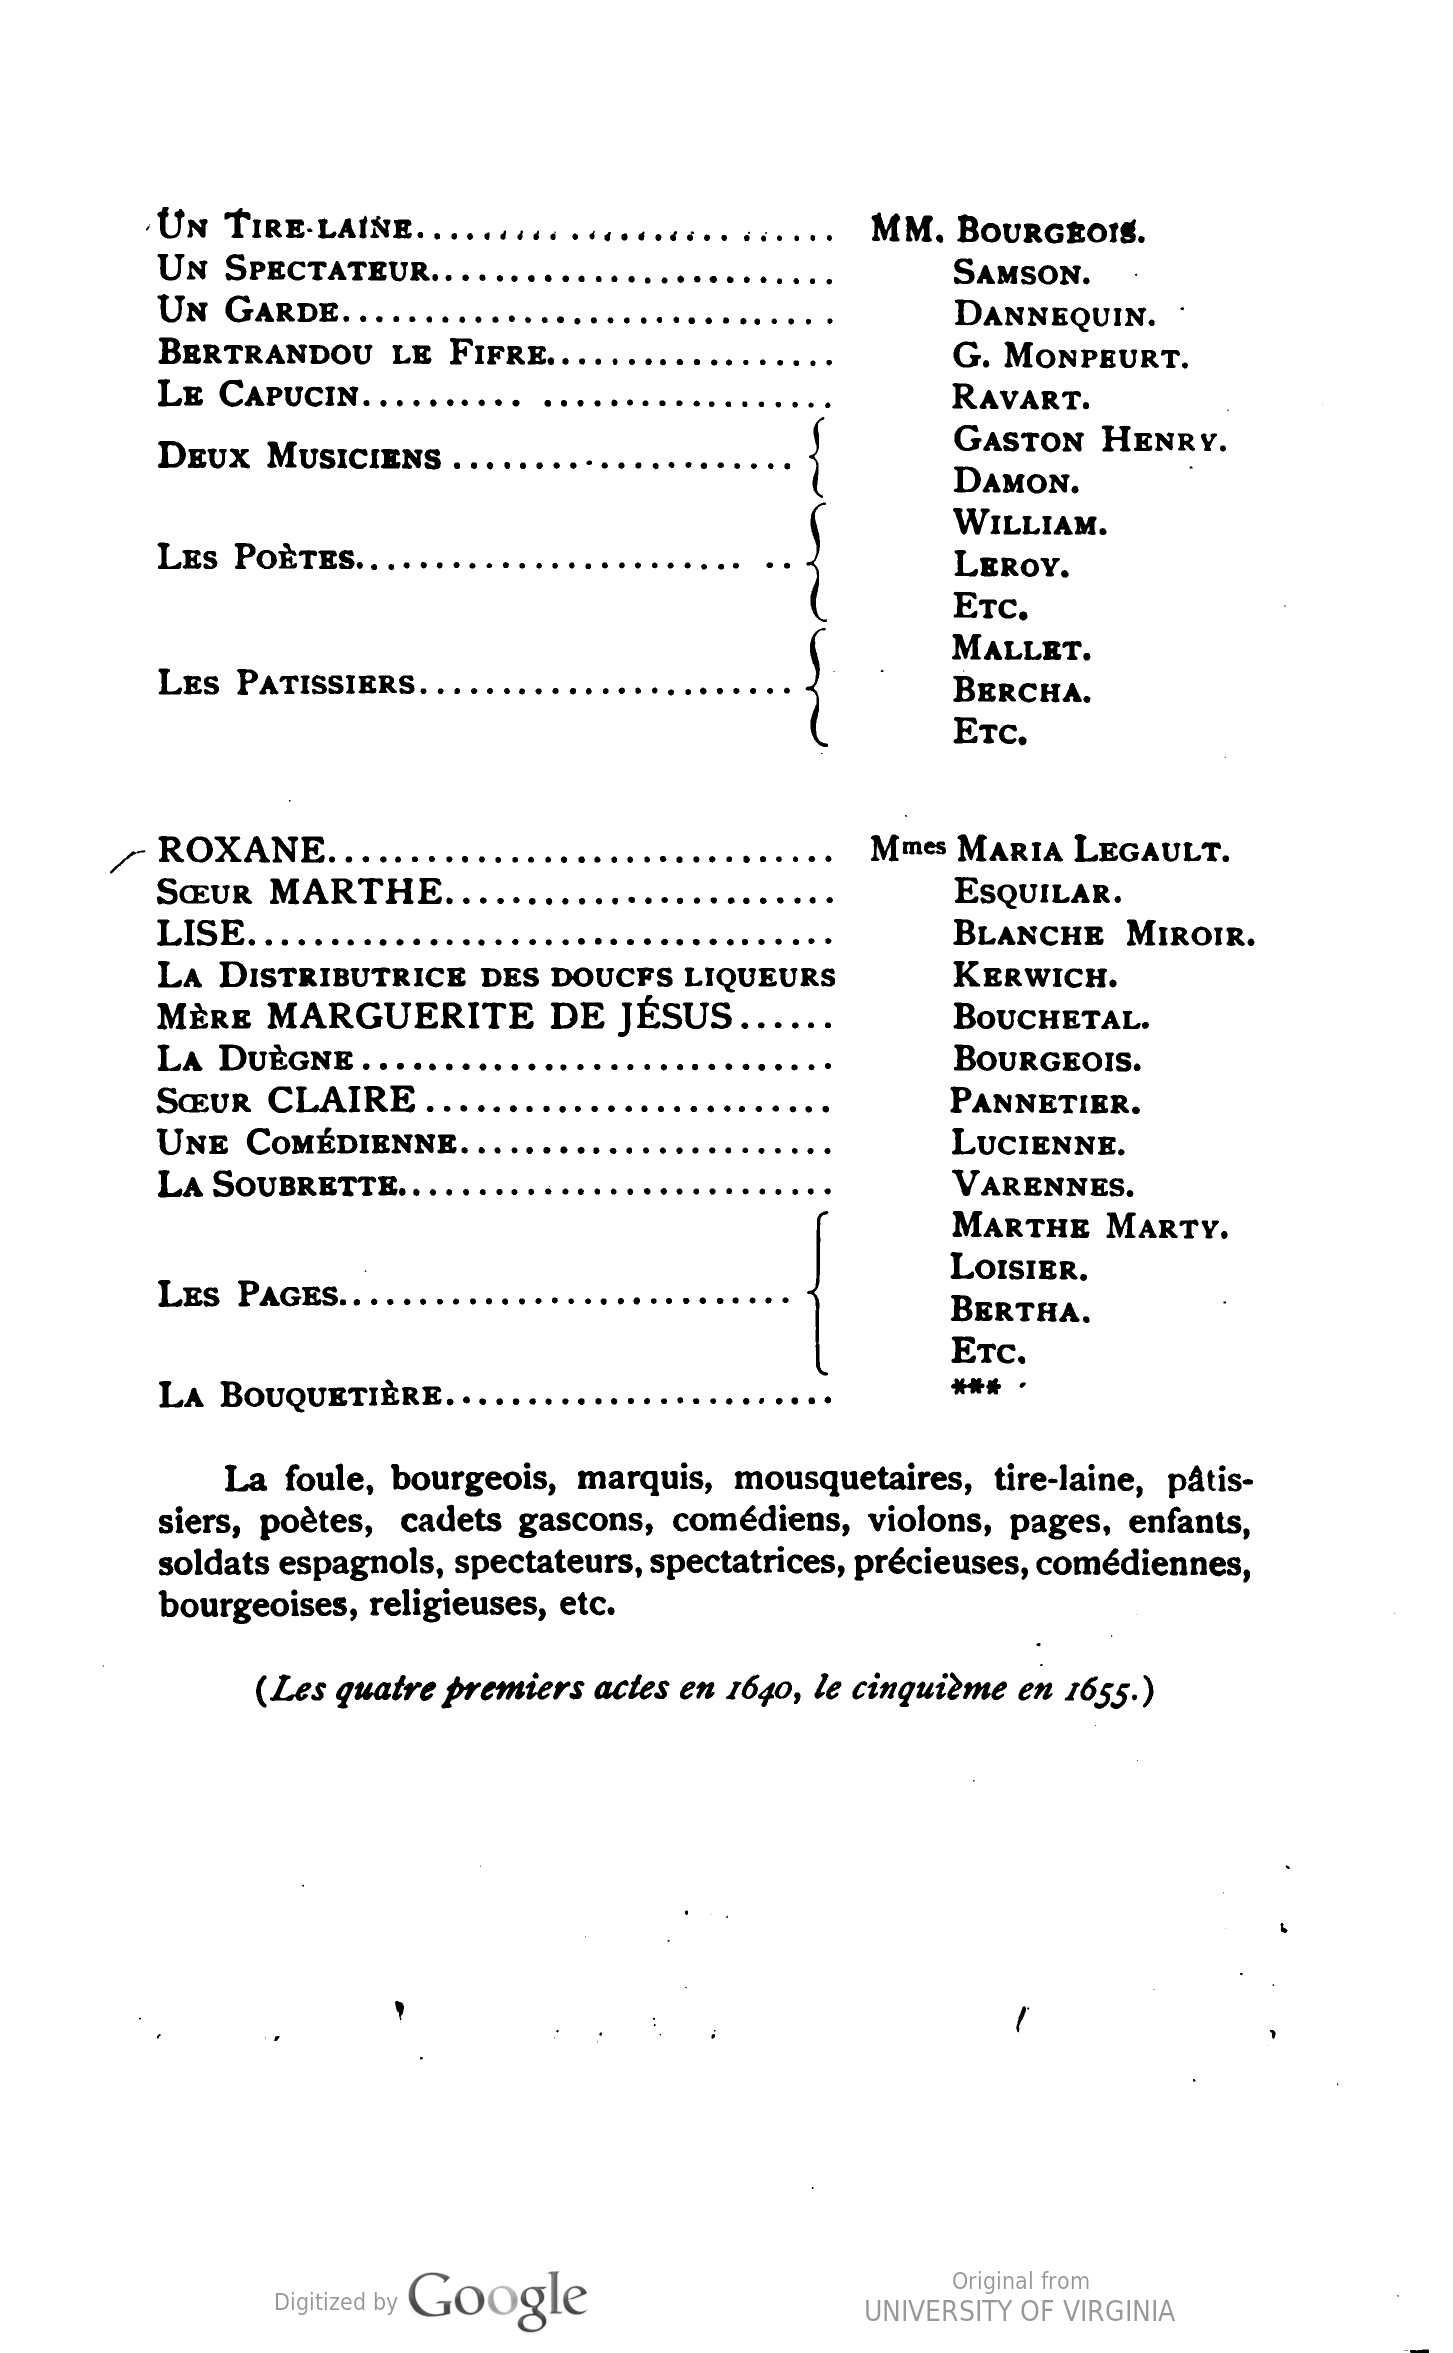 Un Tire-laine.......................... MM. Bourgeois.
Un Spectateur......................... Samson.
Un Garde.............................. Dannequin.
Bertrandou le Fifre.................. G. Monpeurt.
Le Capucin.......... .................. Ravart.
Deux Musiciens ..................... { Gaston Henry.
Damon.
William.
Les Poètes........................ .. { Leroy.
Etc.
Mallet.
Les Patissiers....................... { Bercha.
Etc.
ROXANE............................... Mmes Maria Legault.
Sœur MARTHE........................ Esquilar.
LISE.................................... Blanche Miroir.
La Distributrice des doucfs liqueurs Kerwich.
Mère MARGUERITE DE JÉSUS...... Bouchetal.
La Duègne ............................. Bourgeois.
Sœur CLAIRE ......................... Pannetier.
Une Comédienne....................... Lucienne.
La Soubrette........................... Varennes.
Marthe Marty.
Loisier.
Les Pages............................ { Bertha.
Etc.
La Bouquetière........................ ***
La foule, bourgeois, marquis, mousquetaires, tire-laine, pâtis-
siers, poètes, cadets gascons, comédiens, violons, pages, enfants,
soldats espagnols, spectateurs, spectatrices, précieuses, comédiennes,
bourgeoises, religieuses, etc.
(Les quatre premiers actes en 1640, le cinquième en 1655.)
Digitized by Google
Original from
UNIVERSITY OF VIRGINIA